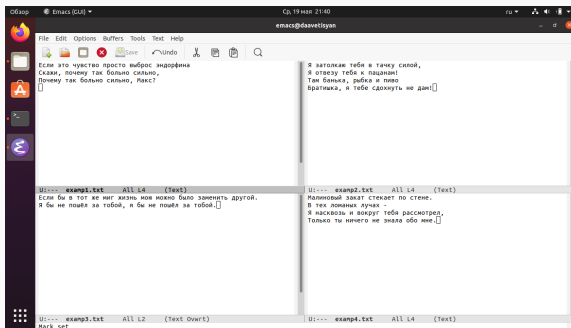 Обзор Emacs (GUI) Ср, 19 мая 21:40 ru
emacs@daavetisyan
File Edit Options Buffers Tools Text Help
Save Undo
Если это чувство просто выброс эндорфина
Скажи, почему так больно сильно,
Почему так больно сильно, Макс?
U:--- examp1.txt All L4 (Text)
Я затолкаю тебя в тачку силой,
Я отвезу тебя к пацанам!
Там банька, рыбка и пиво
Братишка, я тебе сдохнуть не дам!
U:--- examp2.txt All L4 (Text)
Если бы в тот же миг жизнь мою можно было заменить другой.
Я бы не пошёл за тобой, я бы не пошёл за тобой.
U:--- examp3.txt All L2 (Text Ovwrt)
Малиновый закат стекает по стене.
В тех ломаных лучах -
Я насквозь и вокруг тебя рассмотрел,
Только ты ничего не знала обо мне.
U:--- examp4.txt All L4 (Text)
Mark set